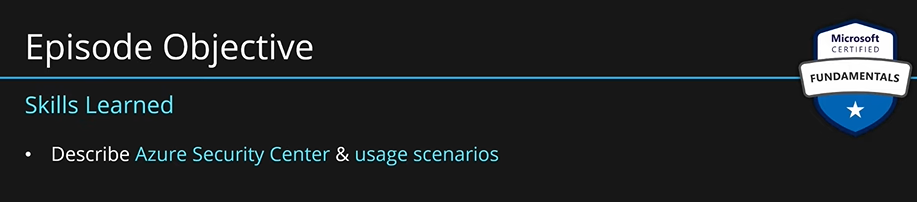 Episode Objective
Microsoft
CERTIFIED
FUNDAMENTALS
Skills Learned
• Describe Azure Security Center & usage scenarios